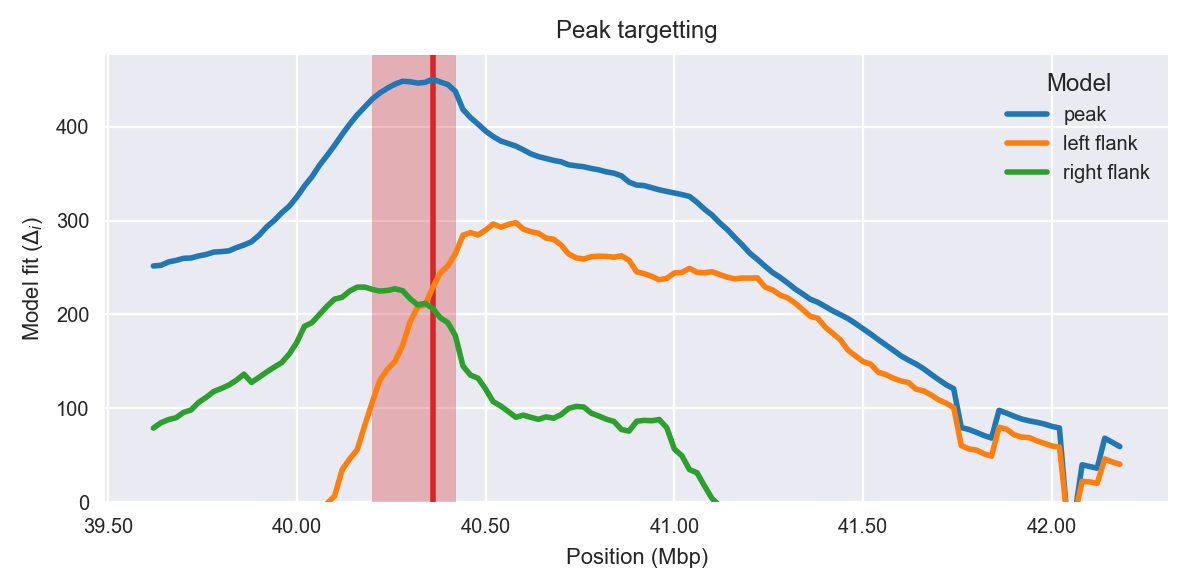 Peak targetting
Model
peak
left flank
right flank
Model fit (Δᵢ)
400
300
200
100
0
39.50 40.00 40.50 41.00 41.50 42.00
Position (Mbp)